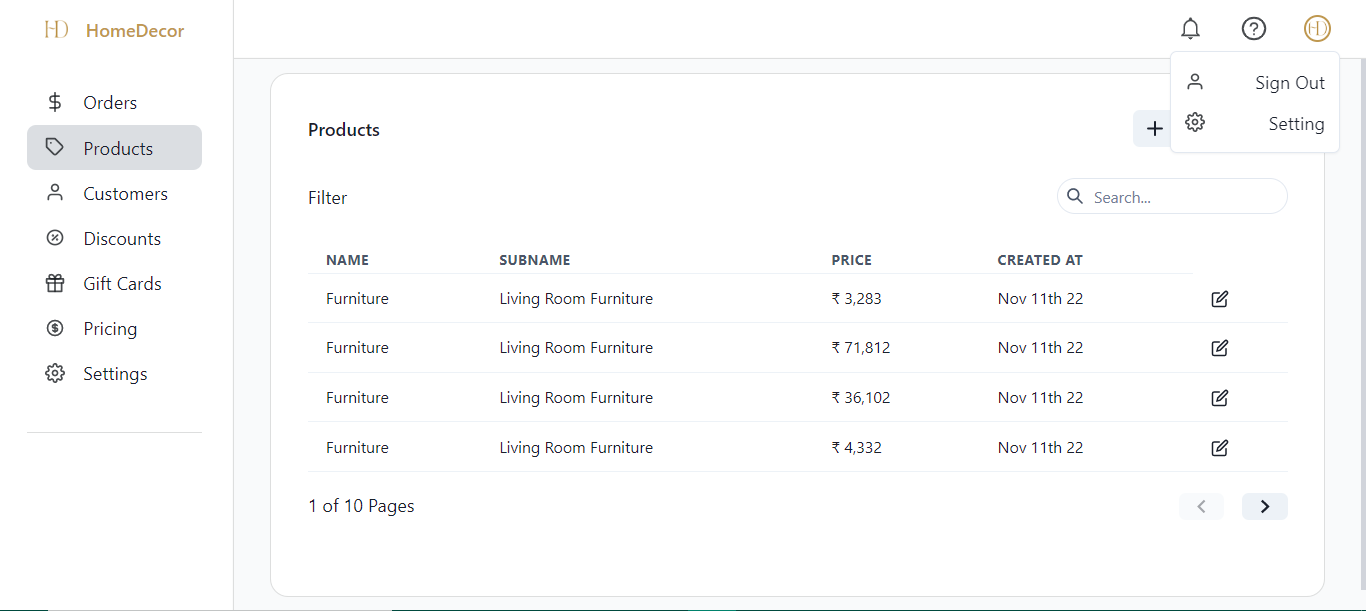 HD HomeDecor
HD
Orders
Products
Customers
Discounts
Gift Cards
Pricing
Settings
Sign Out
Setting
Products
Filter
Search...
NAME SUBNAME PRICE CREATED AT
Furniture Living Room Furniture ₹ 3,283 Nov 11th 22
Furniture Living Room Furniture ₹ 71,812 Nov 11th 22
Furniture Living Room Furniture ₹ 36,102 Nov 11th 22
Furniture Living Room Furniture ₹ 4,332 Nov 11th 22
1 of 10 Pages